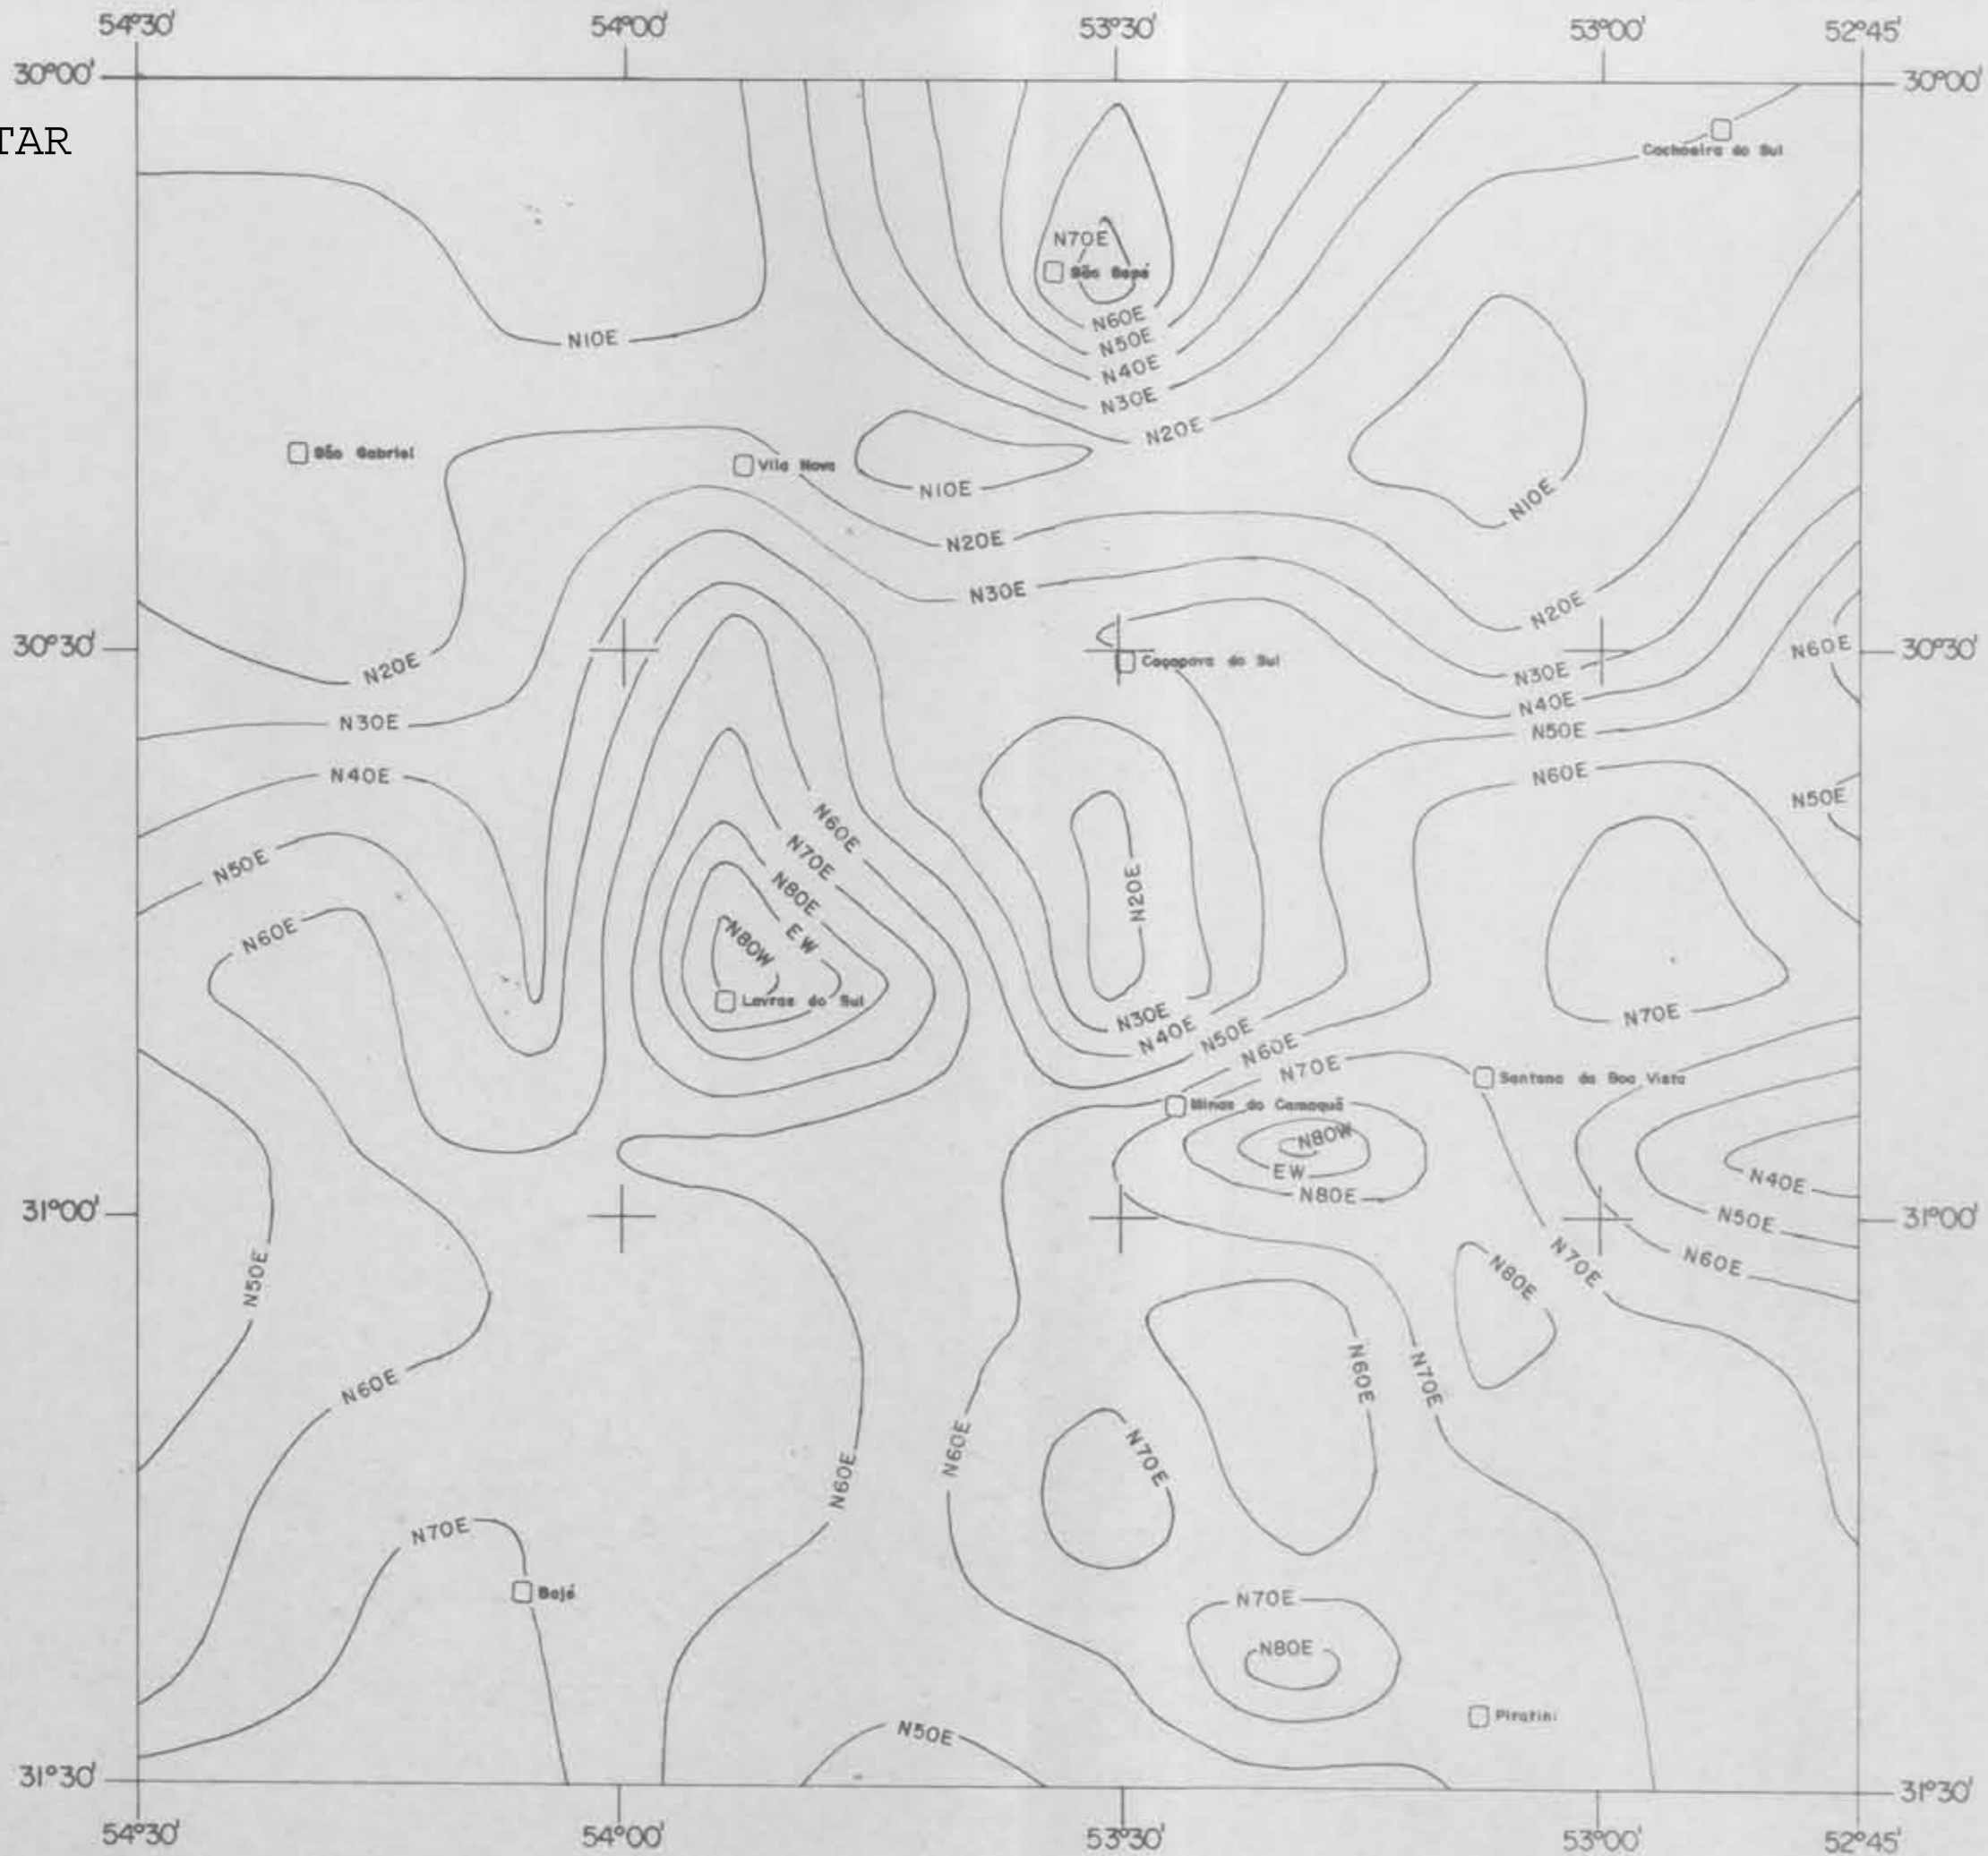 54°30' 54°00' 53°30' 53°00' 52°45'
30°00' 30°00'
TAR
Cachoeira do Sul
N70E
São Sepé
N60E
N10E
N50E
N40E
N30E
N20E
São Gabriel
Vila Nova
N10E
N10E
N20E
N30E
N20E
30°30' 30°30'
N20E
Caçapava do Sul
N60E
N30E
N30E
N40E
N50E
N40E
N60E
N50E
N60E
N50E
N70E
N80E
N20E
N60E
EW
N80W
Lavras do Sul
N30E
N70E
N40E
N50E
N60E
N70E
Santana da Boa Vista
Minas do Camaquã
N80W
EW
N40E
N80E
31°00' 31°00'
N50E
N50E
N70E
N60E
N80E
N60E
N60E
N70E
N60E
N60E
N70E
N70E
Bajé
N70E
N80E
Piratini
N50E
31°30' 31°30'
54°30' 54°00' 53°30' 53°00' 52°45'